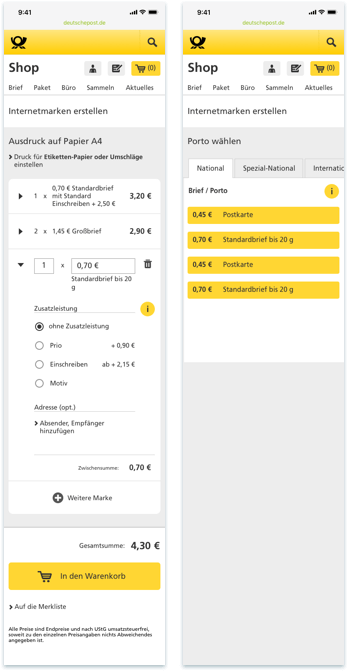 9:41
deutschepost.de
Shop
(0)
Brief Paket Büro Sammeln Aktuelles
Internetmarken erstellen
Ausdruck auf Papier A4
Druck für Etiketten-Papier oder Umschläge
einstellen
1 x 0,70 € Standardbrief
mit Standard
Einschreiben + 2,50 €
3,20 €
2 x 1,45 € Großbrief 2,90 €
1 x 0,70 €
Standardbrief bis 20
g
Zusatzleistung
i
ohne Zusatzleistung
Prio + 0,90 €
Einschreiben ab + 2,15 €
Motiv
Adresse (opt.)
Absender, Empfänger
hinzufügen
Zwischensumme: 0,70 €
Weitere Marke
Gesamtsumme: 4,30 €
In den Warenkorb
Auf die Merkliste
Alle Preise sind Endpreise und nach UStG umsatzsteuerfrei,
soweit zu den einzelnen Preisangaben nichts Abweichendes
angegeben ist.
9:41
deutschepost.de
Shop
(0)
Brief Paket Büro Sammeln Aktuelles
Internetmarken erstellen
Porto wählen
National Spezial-National Internatic
Brief / Porto
i
0,45 € Postkarte
0,70 € Standardbrief bis 20 g
0,45 € Postkarte
0,70 € Standardbrief bis 20 g